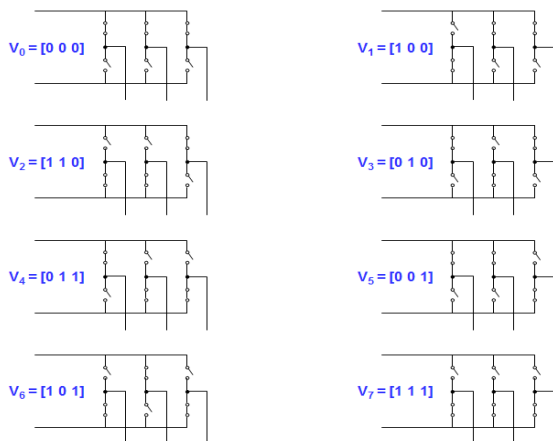 V₀ = [0 0 0]
V₁ = [1 0 0]
V₂ = [1 1 0]
V₃ = [0 1 0]
V₄ = [0 1 1]
V₅ = [0 0 1]
V₆ = [1 0 1]
V₇ = [1 1 1]